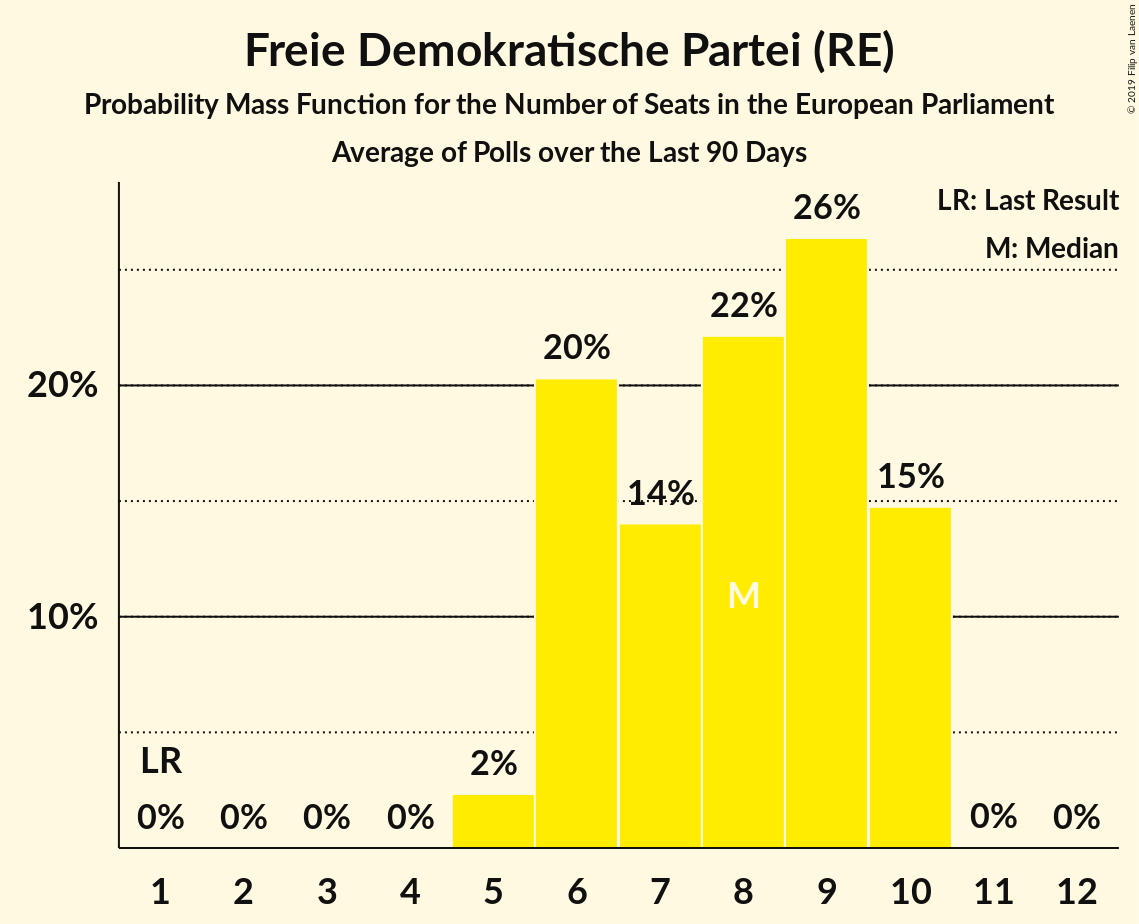 Freie Demokratische Partei (RE)
Probability Mass Function for the Number of Seats in the European Parliament
Average of Polls over the Last 90 Days
© 2019 Filip van Laenen
LR: Last Result
M: Median
26%
22%
20%
20%
15%
14%
M
10%
LR
2%
0% 0% 0% 0% 0% 0%
1 2 3 4 5 6 7 8 9 10 11 12